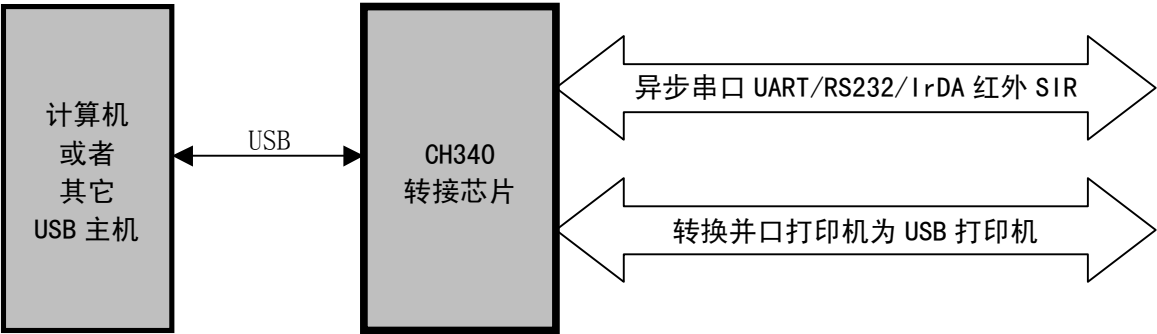 计算机
或者
其它
USB 主机
USB
CH340
转接芯片
异步串口 UART/RS232/IrDA 红外 SIR
转换并口打印机为 USB 打印机